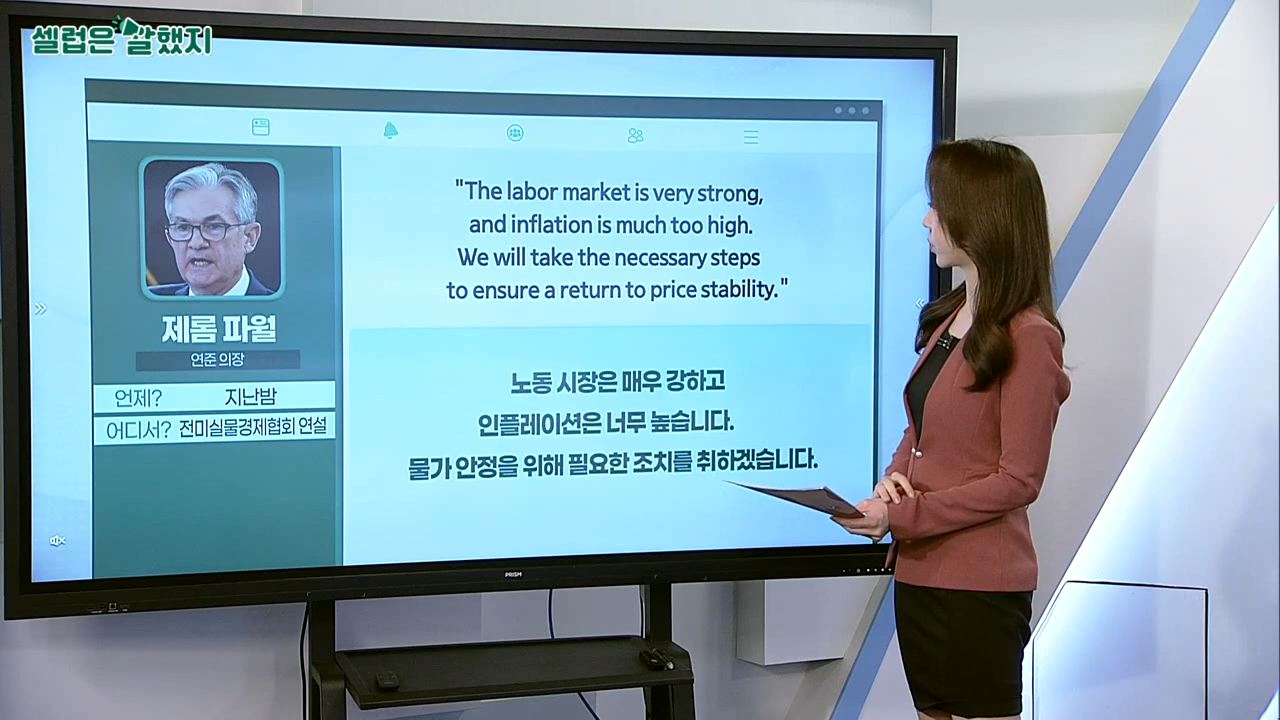 셀럽은 말했지
"The labor market is very strong,
and inflation is much too high.
We will take the necessary steps
to ensure a return to price stability."
제롬 파월
연준 의장
언제? 지난밤
어디서? 전미실물경제협회 연설
노동 시장은 매우 강하고
인플레이션은 너무 높습니다.
물가 안정을 위해 필요한 조치를 취하겠습니다.
PRISM